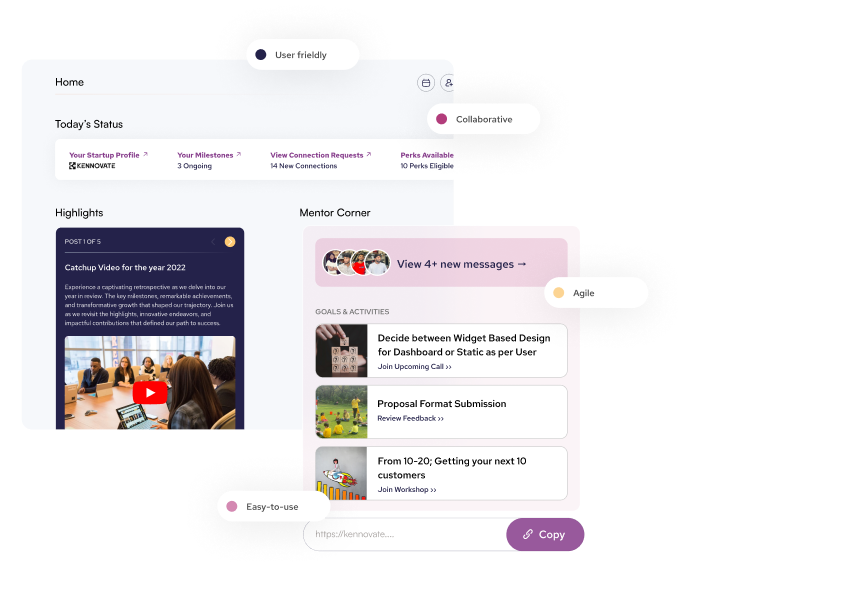 User frieldly
Home
Collaborative
Today's Status
Your Startup Profile ↗
KENNOVATE
Your Milestones ↗
3 Ongoing
View Connection Requests ↗
14 New Connections
Perks Available
10 Perks Eligible
Highlights
POST 1 OF 5
Catchup Video for the year 2022
Experience a captivating retrospective as we delve into our
year in review. The key milestones, remarkable achievements,
and transformative growth that shaped our trajectory. Join us
as we revisit the highlights, innovative endeavors, and
impactful contributions that defined our path to success.
Mentor Corner
View 4+ new messages →
Agile
GOALS & ACTIVITIES
Decide between Widget Based Design
for Dashboard or Static as per User
Join Upcoming Call >>
Proposal Format Submission
Review Feedback >>
From 10-20; Getting your next 10
customers
Join Workshop >>
Easy-to-use
https://kennovate....
Copy